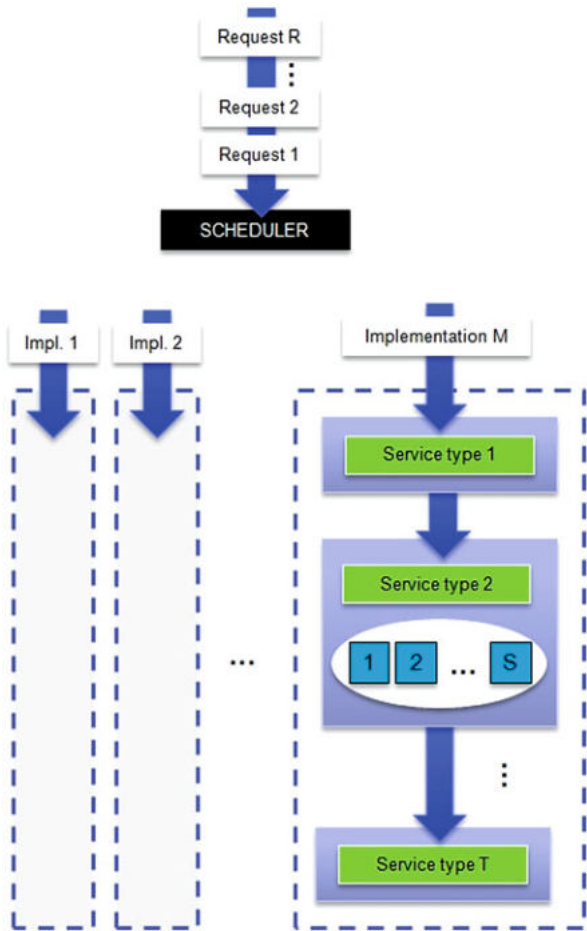 Request R
⋮
Request 2
Request 1
SCHEDULER
Impl. 1
Impl. 2
Implementation M
Service type 1
Service type 2
1 2 ... S
...
⋮
Service type T